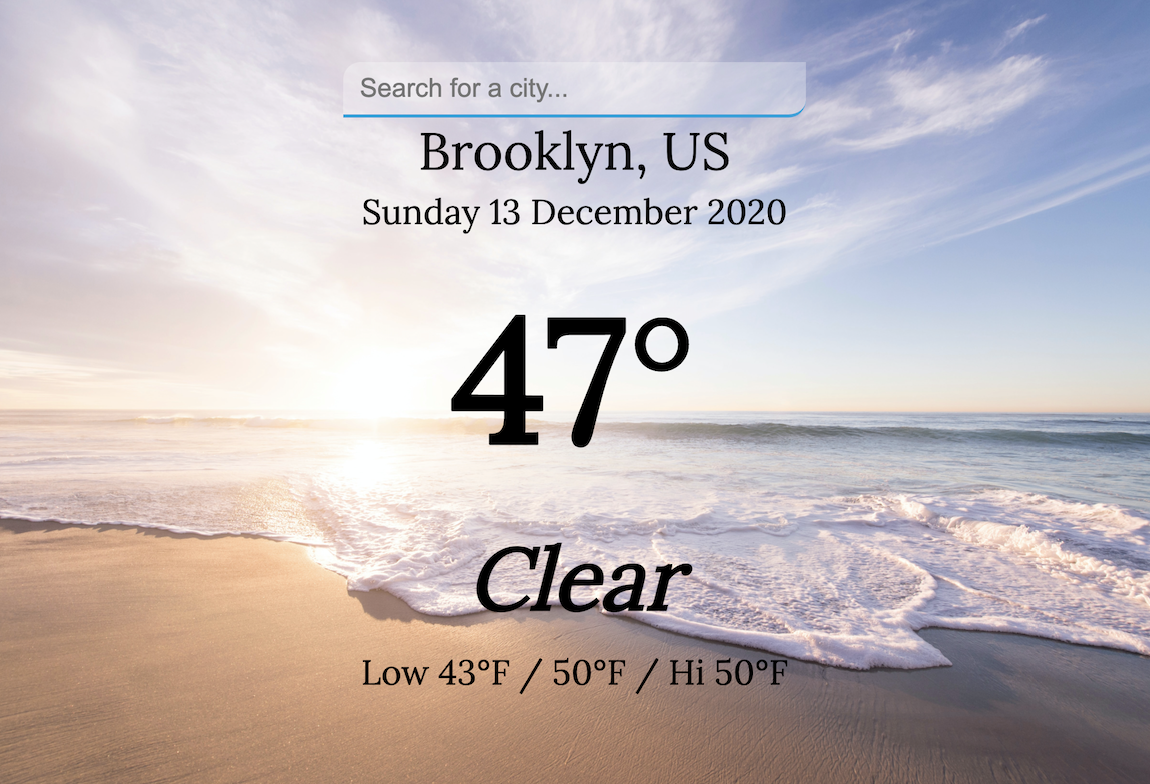 Search for a city...
Brooklyn, US
Sunday 13 December 2020
47°
Clear
Low 43°F / 50°F / Hi 50°F